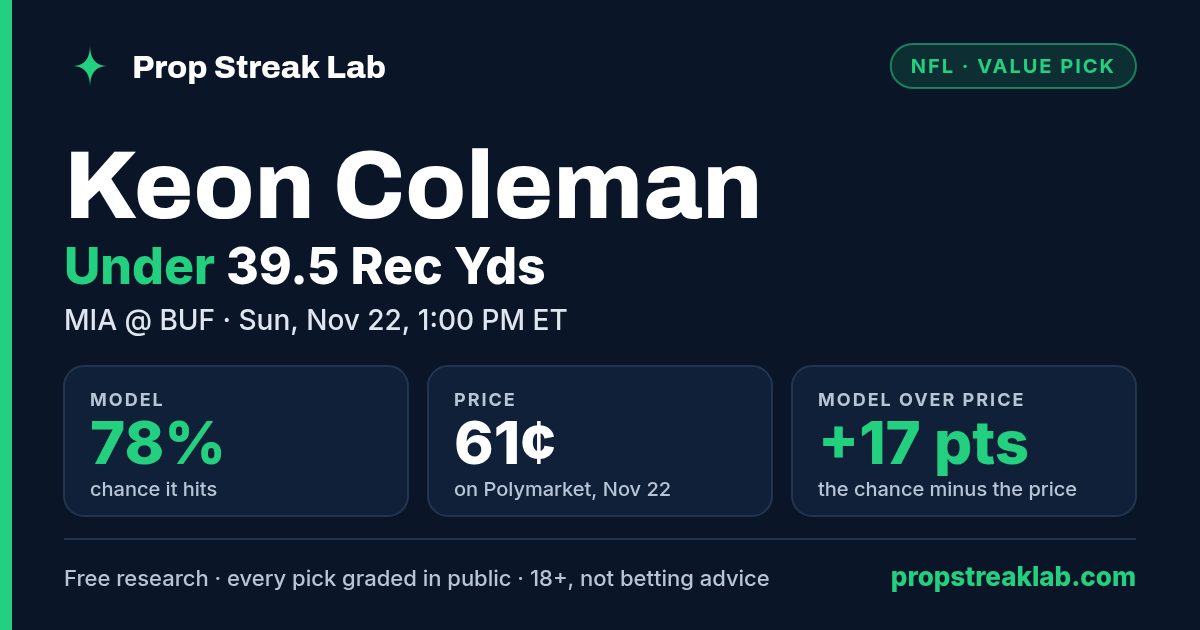 Prop Streak Lab
NFL · VALUE PICK
Keon Coleman
Under 39.5 Rec Yds
MIA @ BUF · Sun, Nov 22, 1:00 PM ET
MODEL
78%
chance it hits
PRICE
61¢
on Polymarket, Nov 22
MODEL OVER PRICE
+17 pts
the chance minus the price
Free research · every pick graded in public · 18+, not betting advice
propstreaklab.com